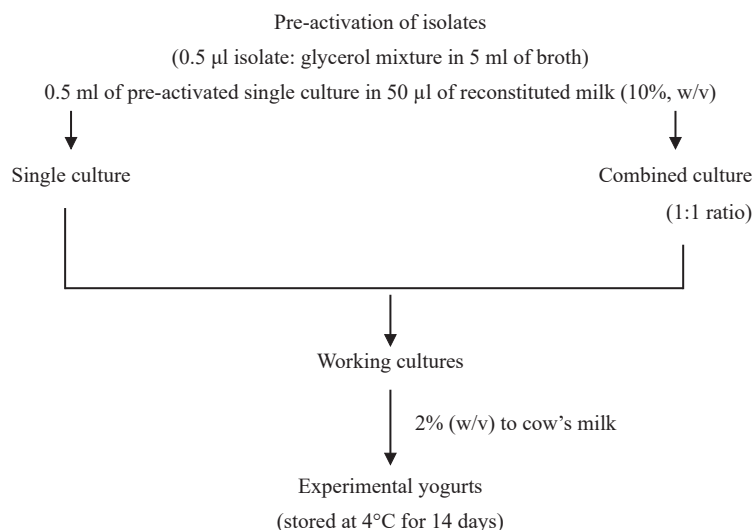 Pre-activation of isolates
(0.5 µl isolate: glycerol mixture in 5 ml of broth)
0.5 ml of pre-activated single culture in 50 µl of reconstituted milk (10%, w/v)
Single culture
Combined culture
(1:1 ratio)
Working cultures
2% (w/v) to cow’s milk
Experimental yogurts
(stored at 4°C for 14 days)